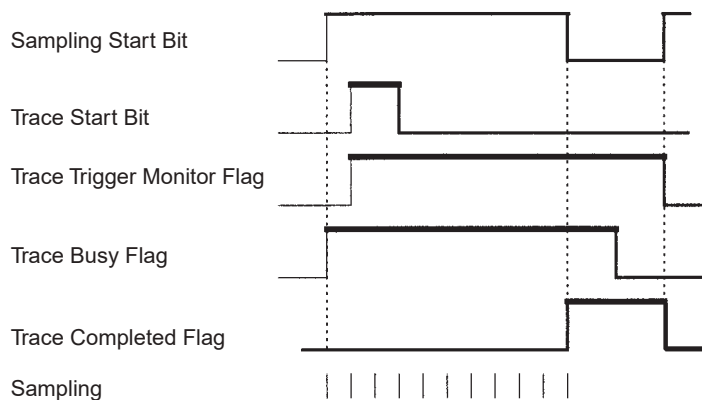 Sampling Start Bit
Trace Start Bit
Trace Trigger Monitor Flag
Trace Busy Flag
Trace Completed Flag
Sampling